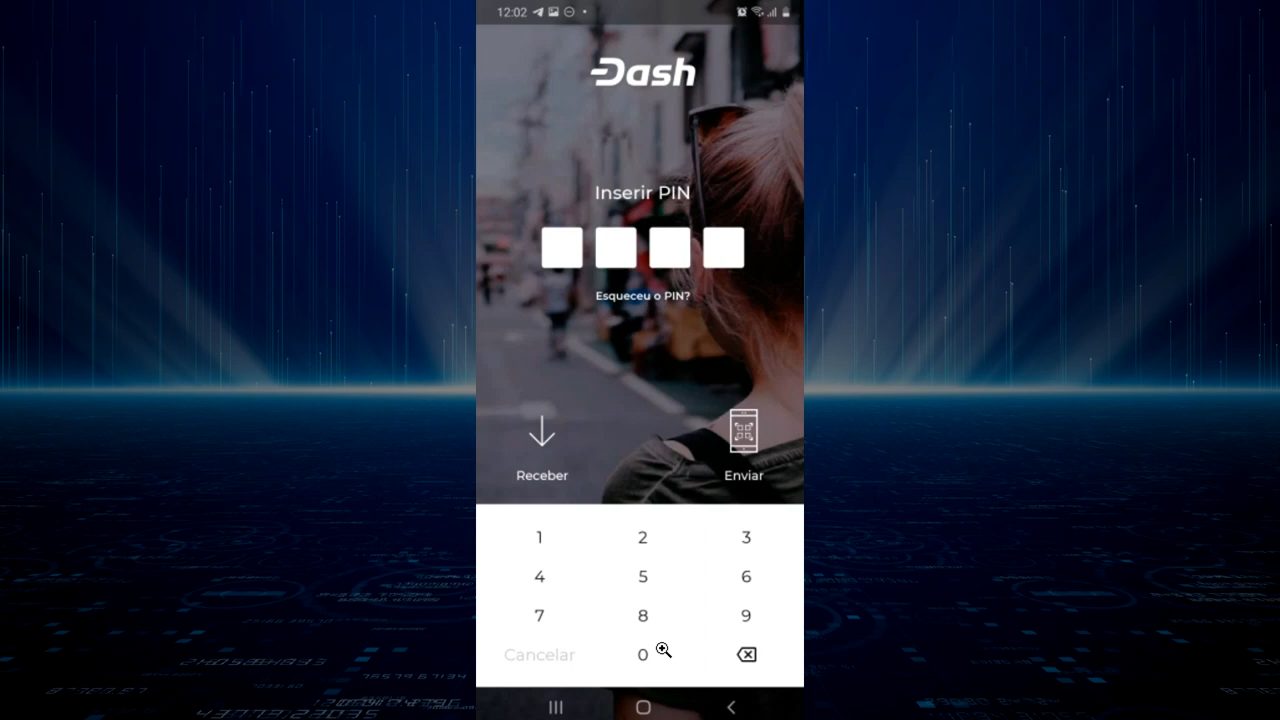 12:02
Dash
Inserir PIN
Esqueceu o PIN?
Receber
Enviar
1 2 3
4 5 6
7 8 9
Cancelar 0